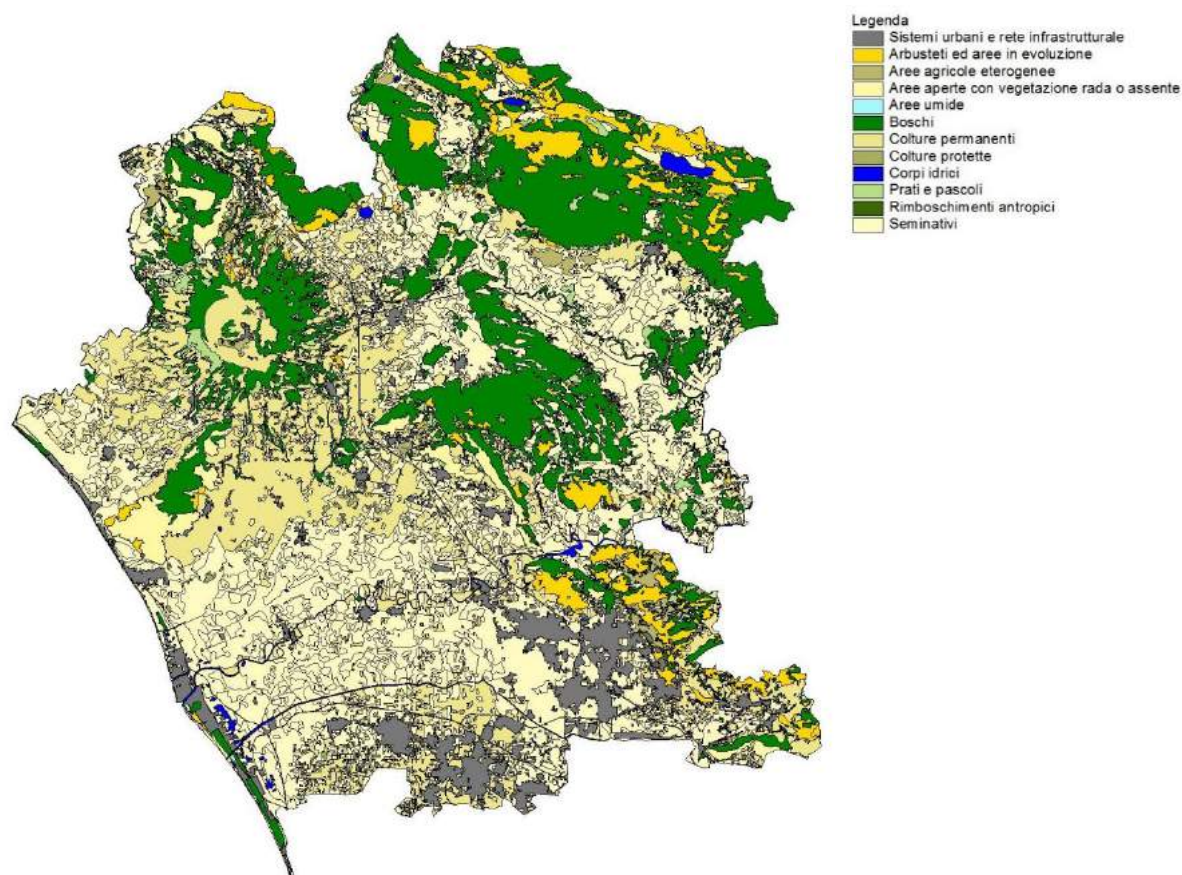 Legenda
Sistemi urbani e rete infrastrutturale
Arbusteti ed aree in evoluzione
Aree agricole eterogenee
Aree aperte con vegetazione rada o assente
Aree umide
Boschi
Colture permanenti
Colture protette
Corpi idrici
Prati e pascoli
Rimboschimenti antropici
Seminativi